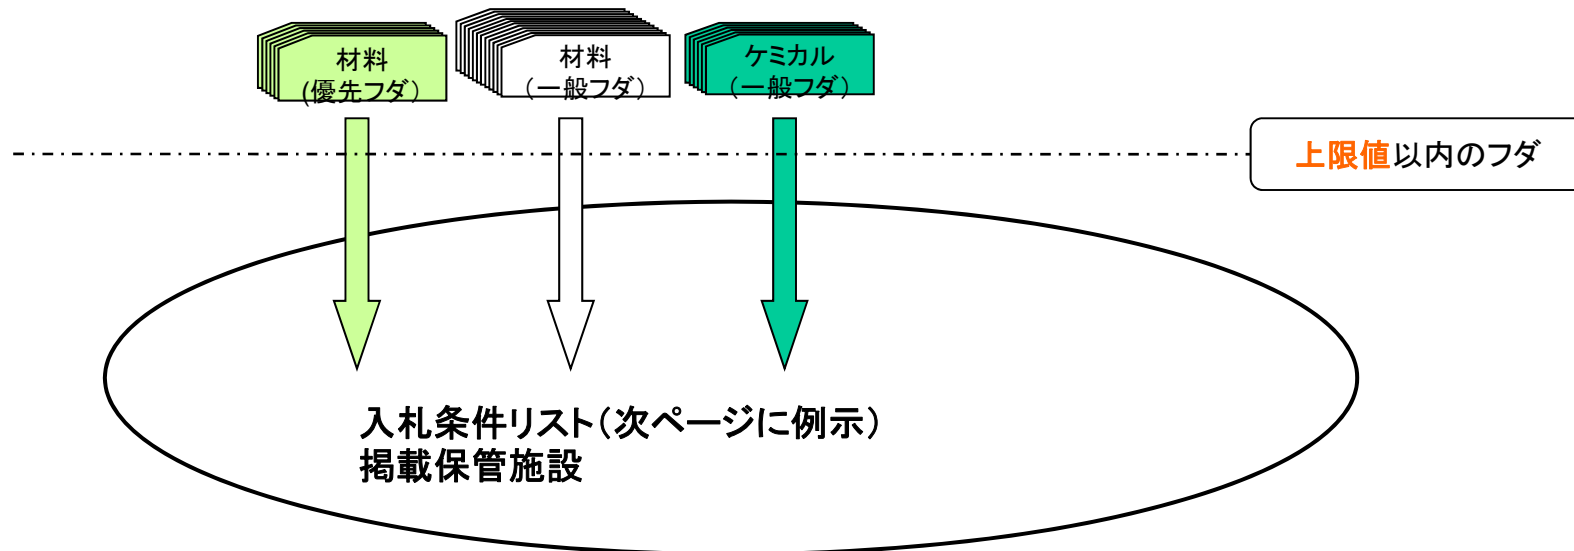 材料
(優先フダ）
材料
（一般フダ）
ケミカル
（一般フダ）
上限値以内のフダ
入札条件リスト（次ページに例示）
掲載保管施設